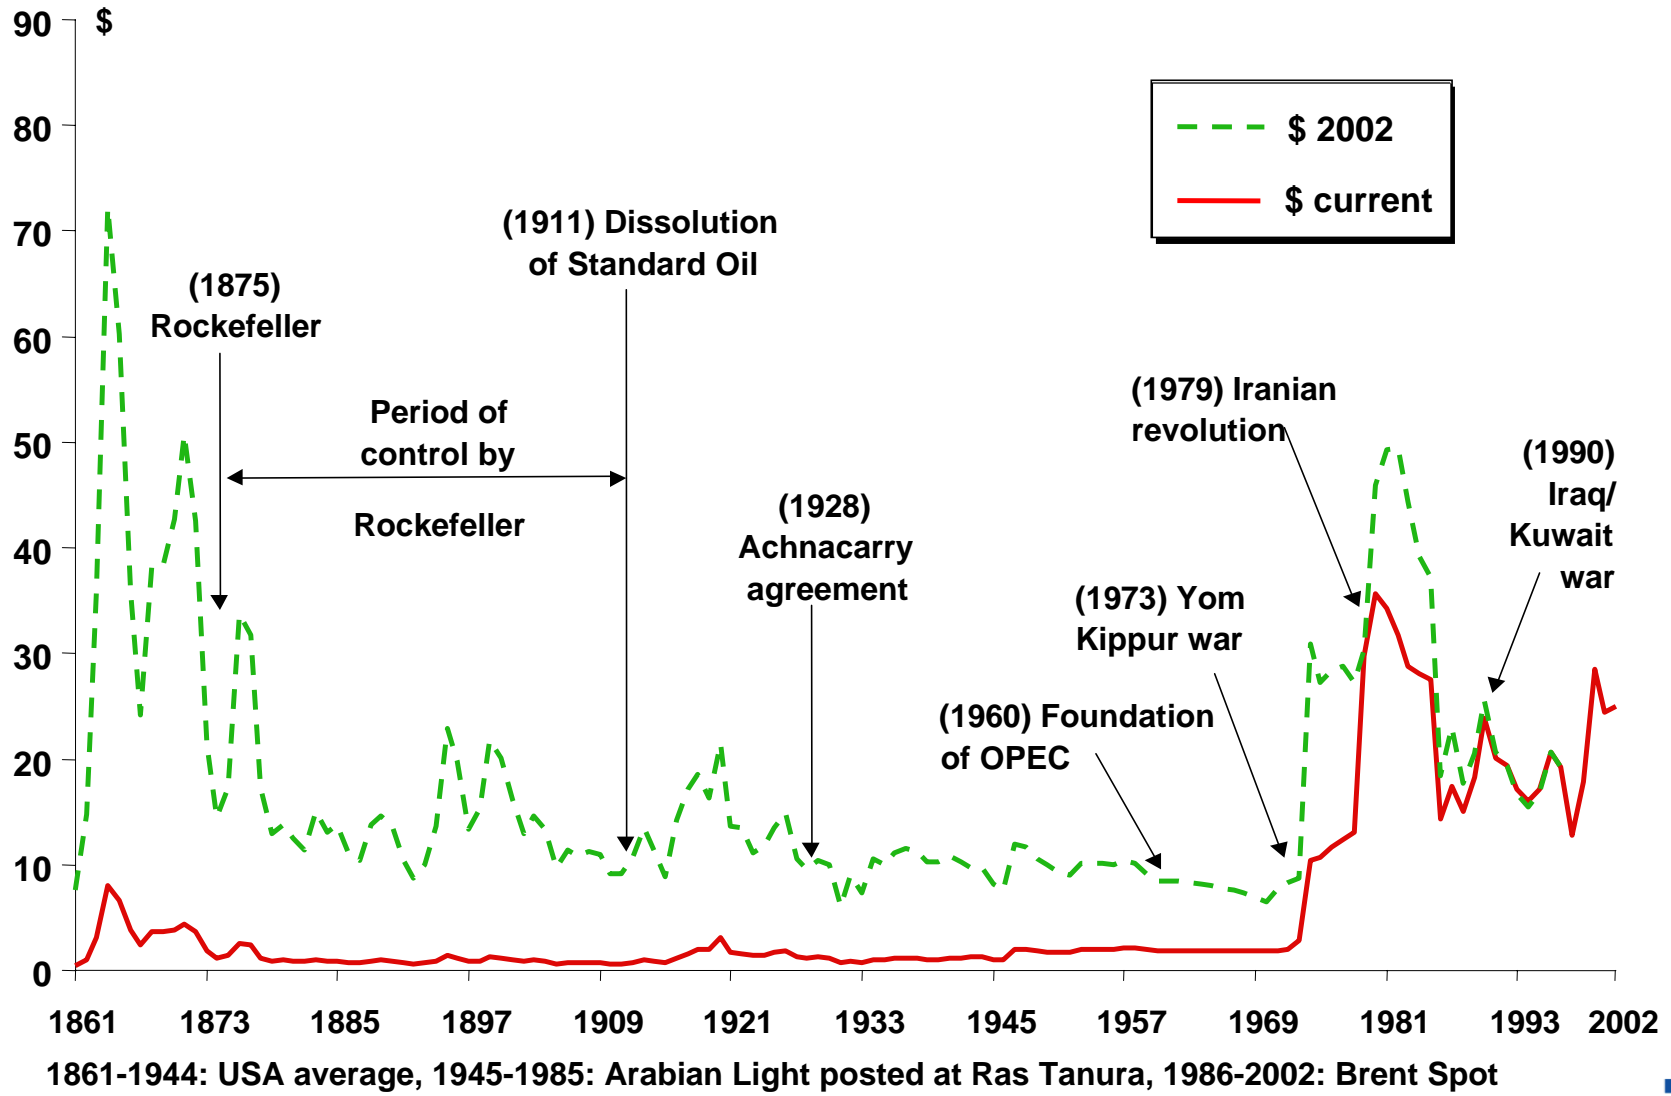 $
90
80
70
60
50
40
30
20
10
0
$ 2002
$ current
(1875)
Rockefeller
Period of
control by
Rockefeller
(1911) Dissolution
of Standard Oil
(1928)
Achnacarry
agreement
(1960) Foundation
of OPEC
(1973) Yom
Kippur war
(1979) Iranian
revolution
(1990)
Iraq/
Kuwait
war
1861 1873 1885 1897 1909 1921 1933 1945 1957 1969 1981 1993 2002
1861-1944: USA average, 1945-1985: Arabian Light posted at Ras Tanura, 1986-2002: Brent Spot